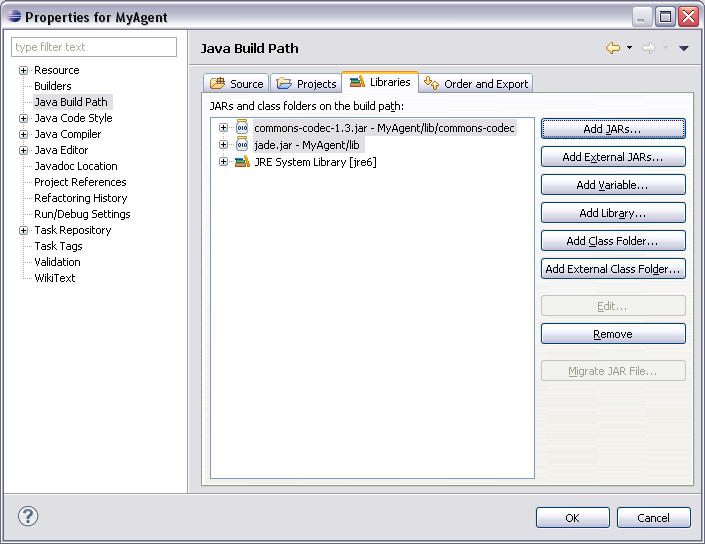 Properties for MyAgent
type filter text
Resource
Builders
Java Build Path
Java Code Style
Java Compiler
Java Editor
Javadoc Location
Project References
Refactoring History
Run/Debug Settings
Task Repository
Task Tags
Validation
WikiText
Java Build Path
Source
Projects
Libraries
Order and Export
JARs and class folders on the build path:
commons-codec-1.3.jar - MyAgent/lib/commons-codec
jade.jar - MyAgent/lib
JRE System Library [jre6]
Add JARs...
Add External JARs...
Add Variable...
Add Library...
Add Class Folder...
Add External Class Folder...
Edit...
Remove
Migrate JAR File...
?
OK
Cancel